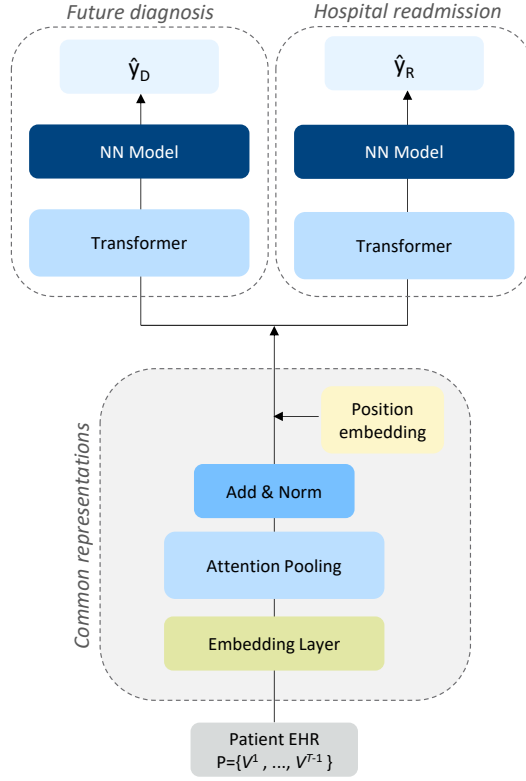 Future diagnosis
Hospital readmission
ŷD
ŷR
NN Model
NN Model
Transformer
Transformer
Common representations
Position
embedding
Add & Norm
Attention Pooling
Embedding Layer
Patient EHR
P={V¹ , ..., Vᵀ⁻¹ }